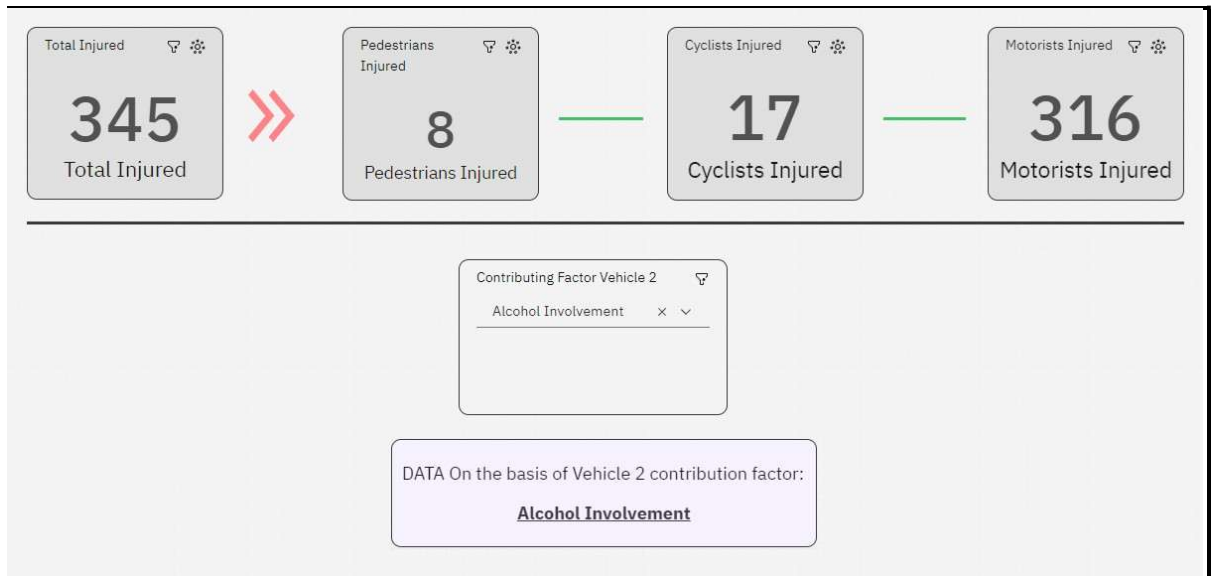 Total Injured
345
Total Injured
Pedestrians
Injured
8
Pedestrians Injured
Cyclists Injured
17
Cyclists Injured
Motorists Injured
316
Motorists Injured
Contributing Factor Vehicle 2
Alcohol Involvement
DATA On the basis of Vehicle 2 contribution factor:
Alcohol Involvement